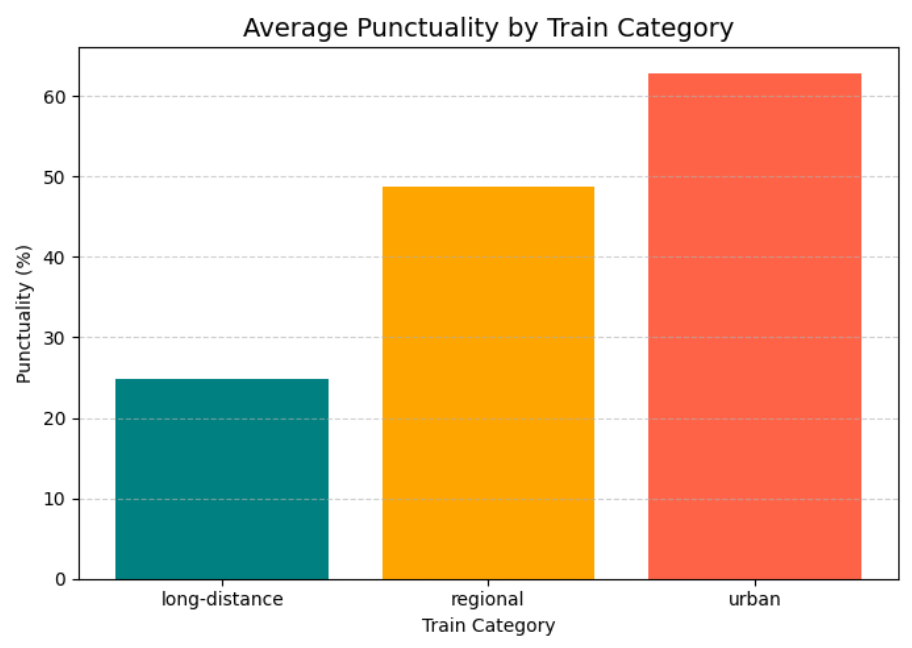 Average Punctuality by Train Category
Punctuality (%)
60
50
40
30
20
10
0
long-distance regional urban
Train Category